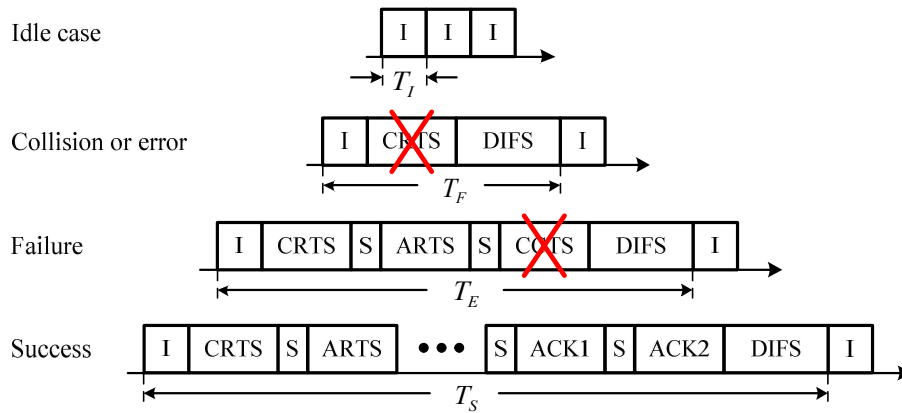 Idle case
I I I
T_I
Collision or error
I CRTS DIFS I
T_F
Failure
I CRTS S ARTS S CCTS DIFS I
T_E
Success
I CRTS S ARTS ••• S ACK1 S ACK2 DIFS I
T_S